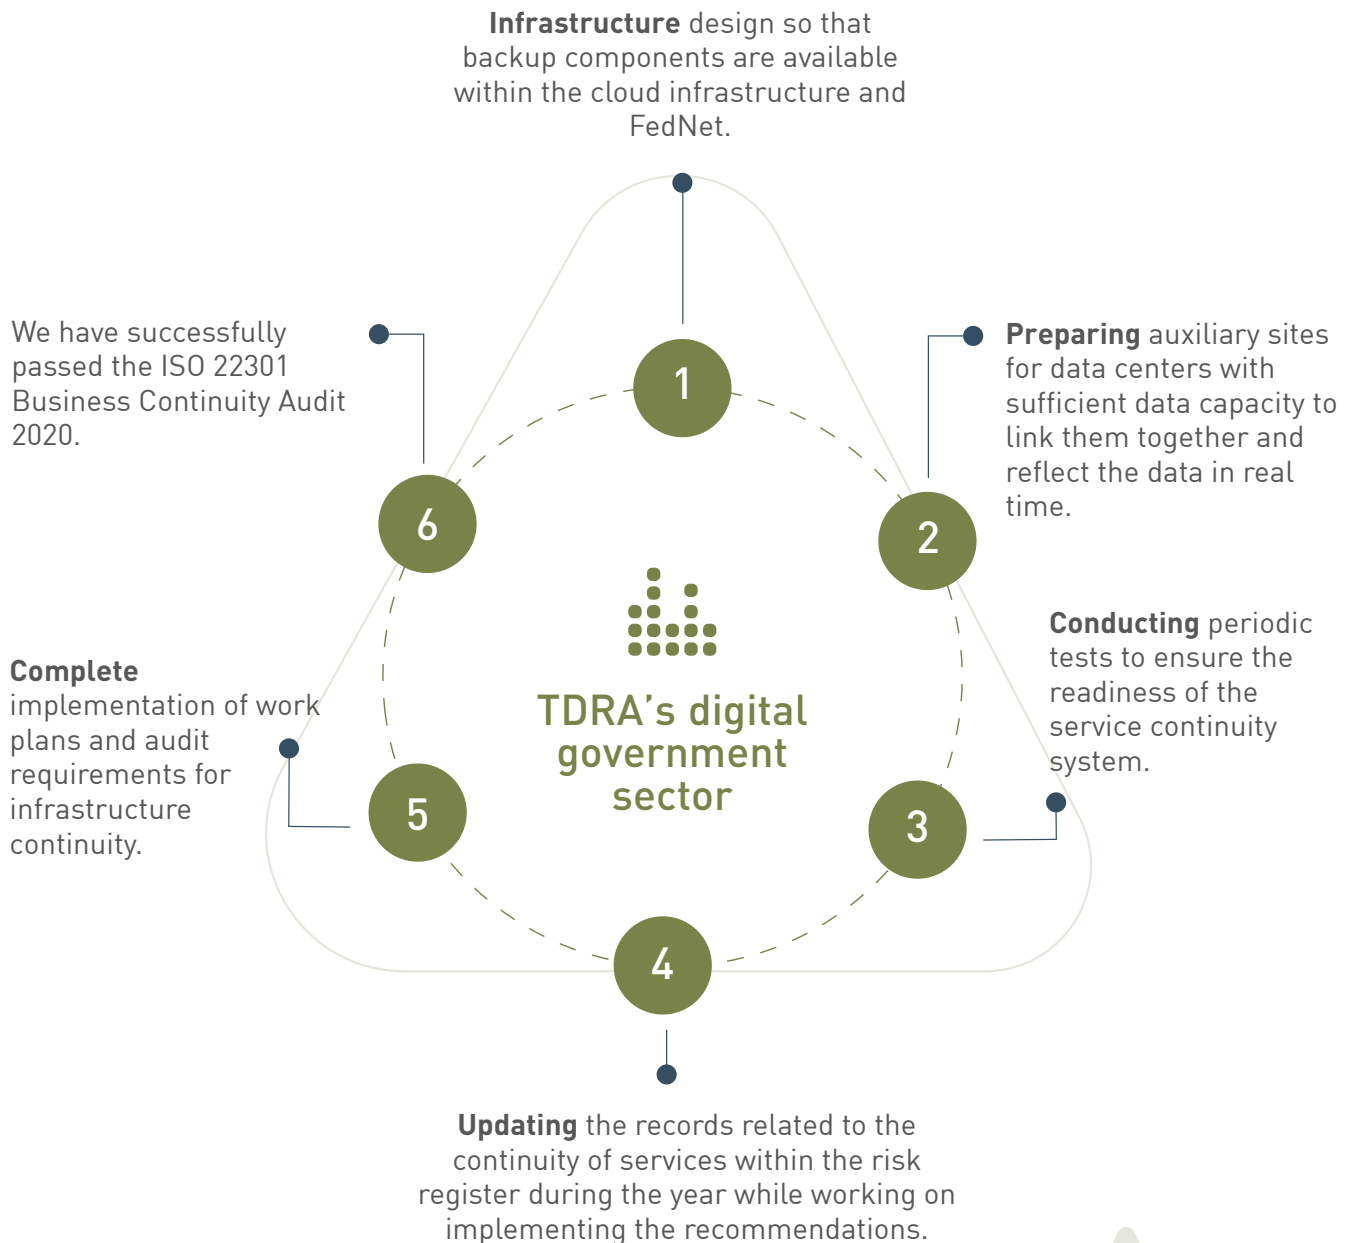 Infrastructure design so that
backup components are available
within the cloud infrastructure and
FedNet.
1
Preparing auxiliary sites
for data centers with
sufficient data capacity to
link them together and
reflect the data in real
time.
2
Conducting periodic
tests to ensure the
readiness of the
service continuity
system.
3
4
Updating the records related to the
continuity of services within the risk
register during the year while working on
implementing the recommendations.
Complete
implementation of work
plans and audit
requirements for
infrastructure
continuity.
5
We have successfully
passed the ISO 22301
Business Continuity Audit
2020.
6
TDRA's digital
government
sector